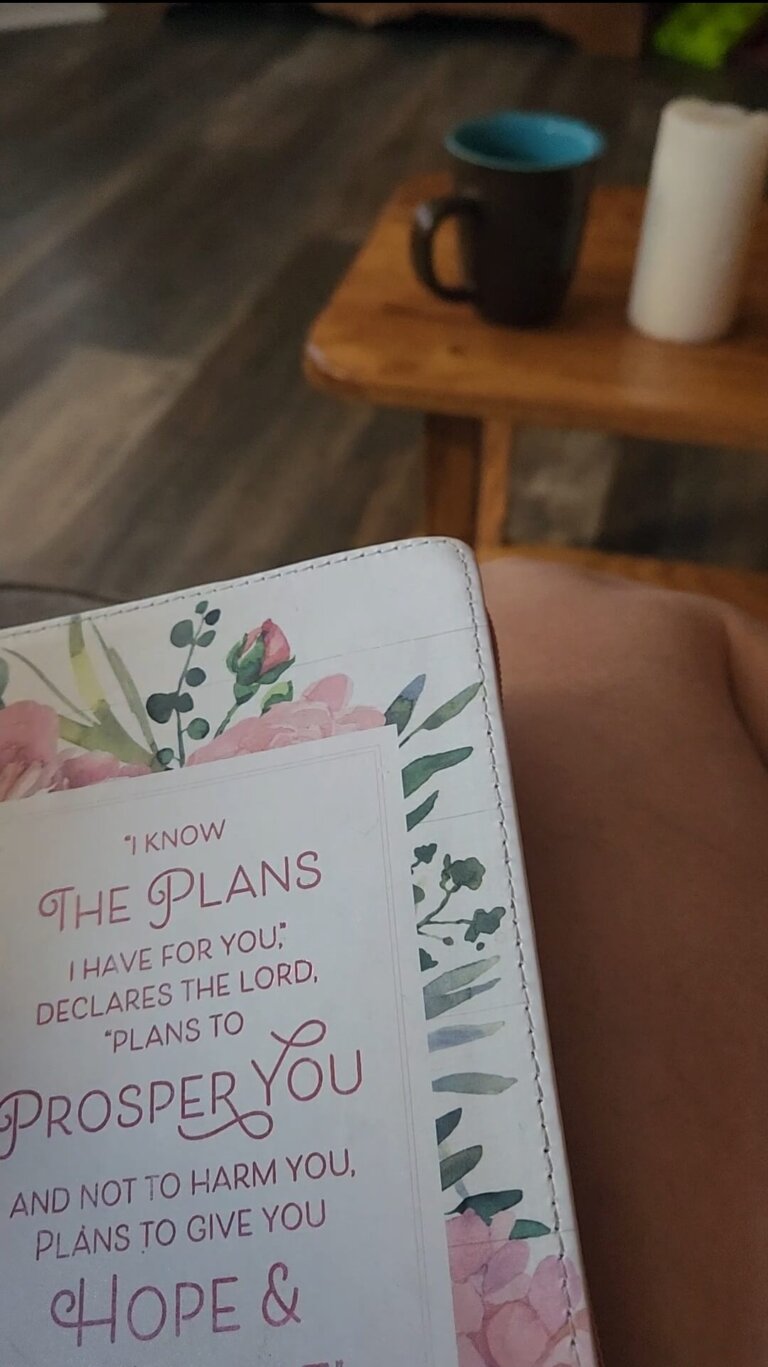 "I KNOW
THE PLANS
I HAVE FOR YOU,"
DECLARES THE LORD,
"PLANS TO
PROSPER YOU
AND NOT TO HARM YOU,
PLANS TO GIVE YOU
HOPE &